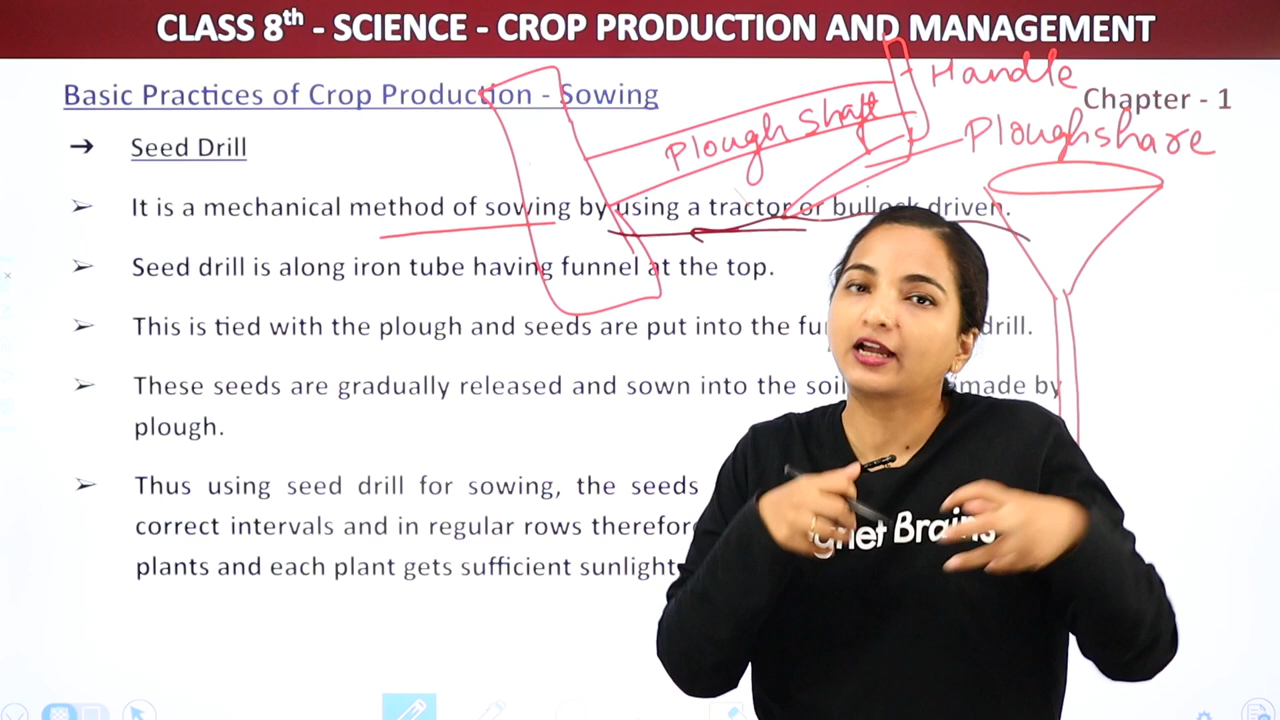 CLASS 8th - SCIENCE - CROP PRODUCTION AND MANAGEMENT
Basic Practices of Crop Production - Sowing
Chapter - 1
Handle
Plough Shaft
Ploughshare
➔ Seed Drill
➢ It is a mechanical method of sowing by using a tractor or bullock driven.
➢ Seed drill is along iron tube having funnel at the top.
➢ This is tied with the plough and seeds are put into the drill.
➢ These seeds are gradually released and sown into the soil made by
plough.
➢ Thus using seed drill for sowing, the seeds
correct intervals and in regular rows
plants and each plant gets sufficient sunlight
Brains